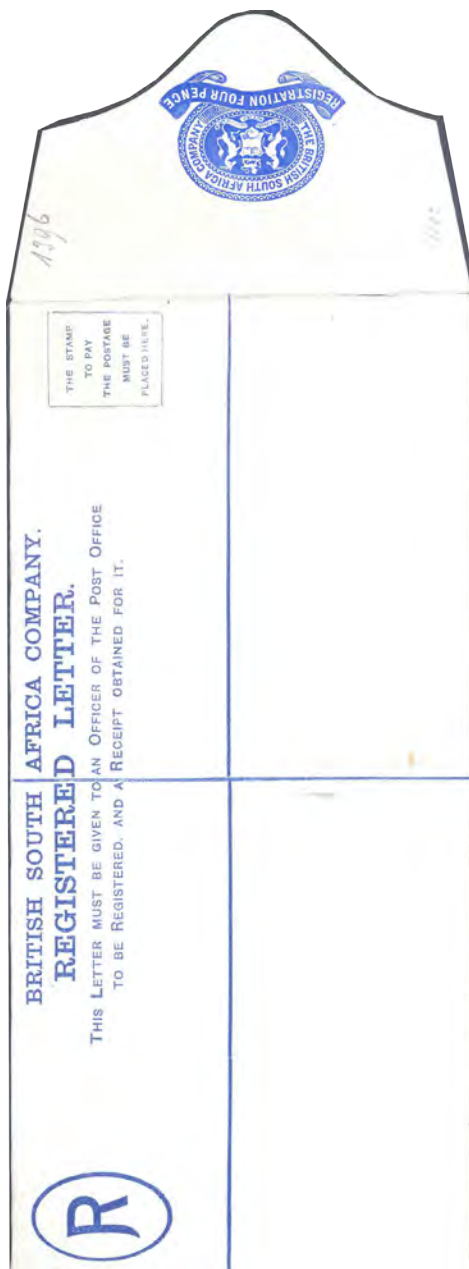 REGISTRATION FOUR PENCE
THE BRITISH SOUTH AFRICA COMPANY
1896
THE STAMP
TO PAY
THE POSTAGE
MUST BE
PLACED HERE.
BRITISH SOUTH AFRICA COMPANY.
REGISTERED LETTER.
THIS LETTER MUST BE GIVEN TO AN OFFICER OF THE POST OFFICE
TO BE REGISTERED, AND A RECEIPT OBTAINED FOR IT.
R